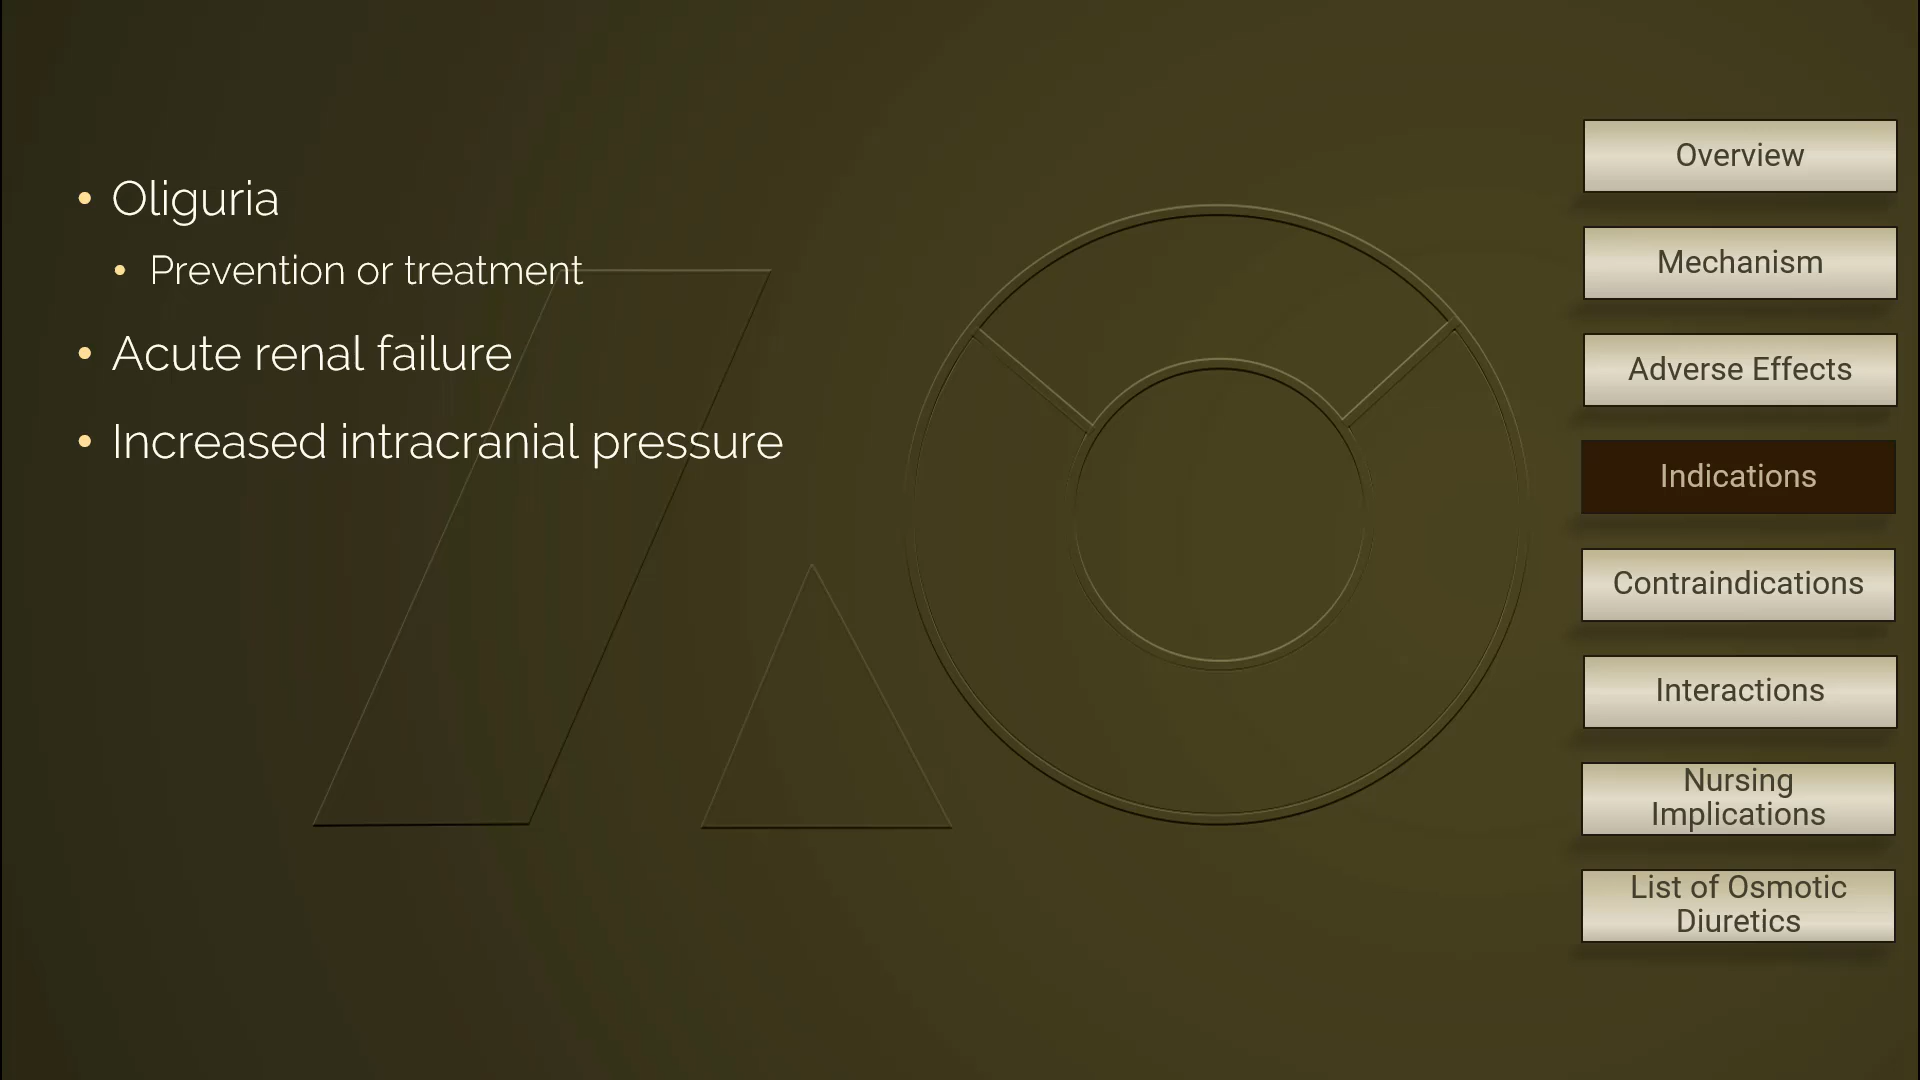 Oliguria
Prevention or treatment
Acute renal failure
Increased intracranial pressure
Overview
Mechanism
Adverse Effects
Indications
Contraindications
Interactions
Nursing
Implications
List of Osmotic
Diuretics